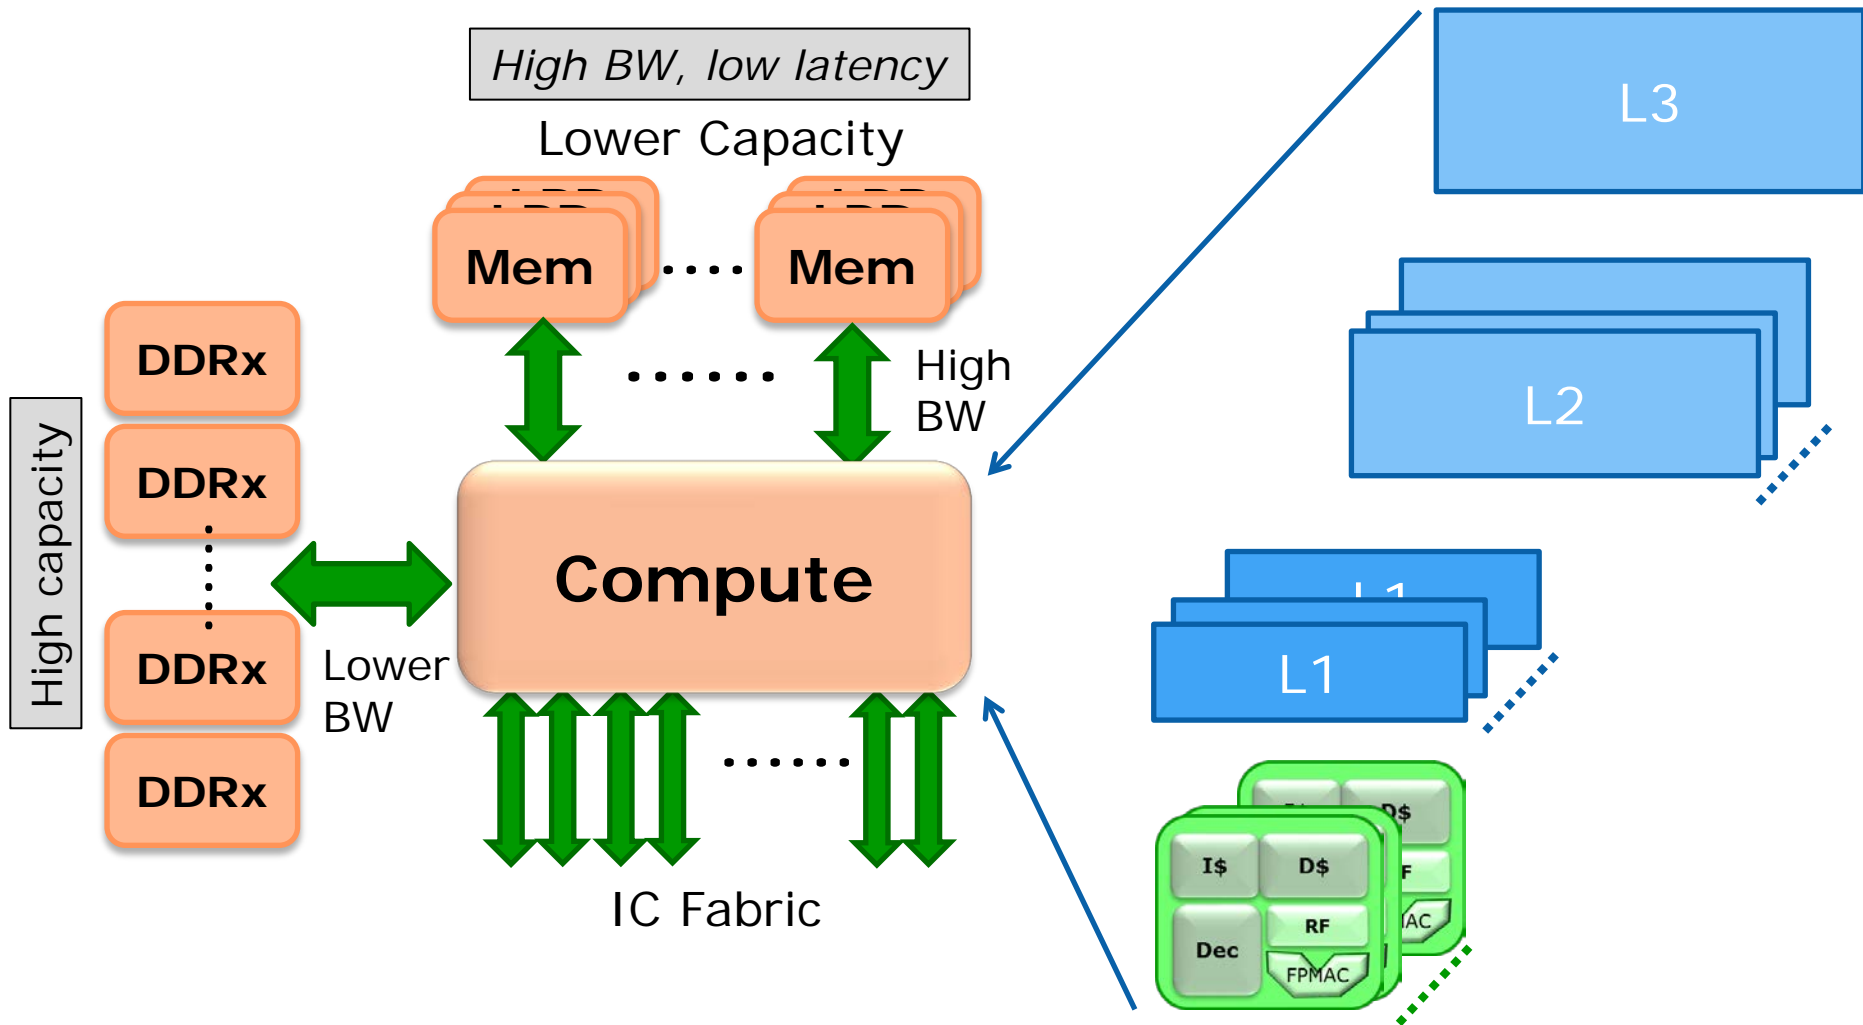 High BW, low latency
Lower Capacity
Mem
Mem
High
BW
High capacity
DDRx
DDRx
DDRx
DDRx
Lower
BW
Compute
IC Fabric
L3
L2
L1
L1
D$
I$
D$
Dec
RF
FPMAC